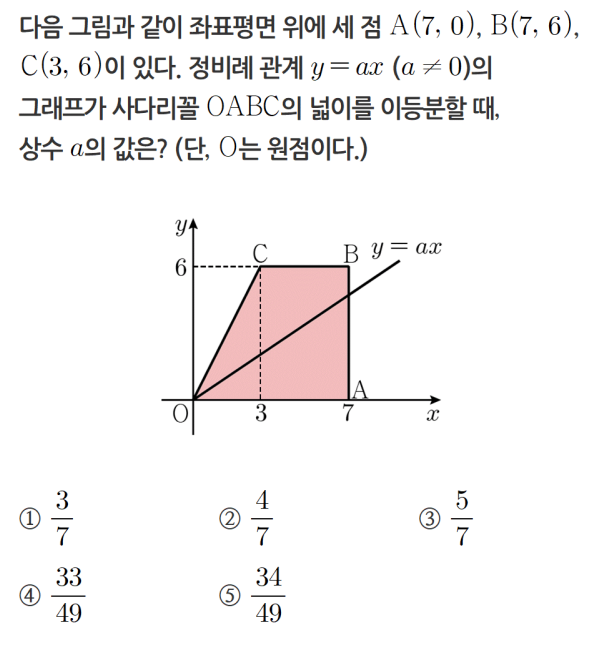 다음 그림과 같이 좌표평면 위에 세 점 A(7, 0), B(7, 6),
C(3, 6)이 있다. 정비례 관계 y=ax (a≠0)의
그래프가 사다리꼴 OABC의 넓이를 이등분할 때,
상수 a의 값은? (단, O는 원점이다.)
y
C B y=ax
6
A
O 3 7 x
① 3/7 ② 4/7 ③ 5/7
④ 33/49 ⑤ 34/49